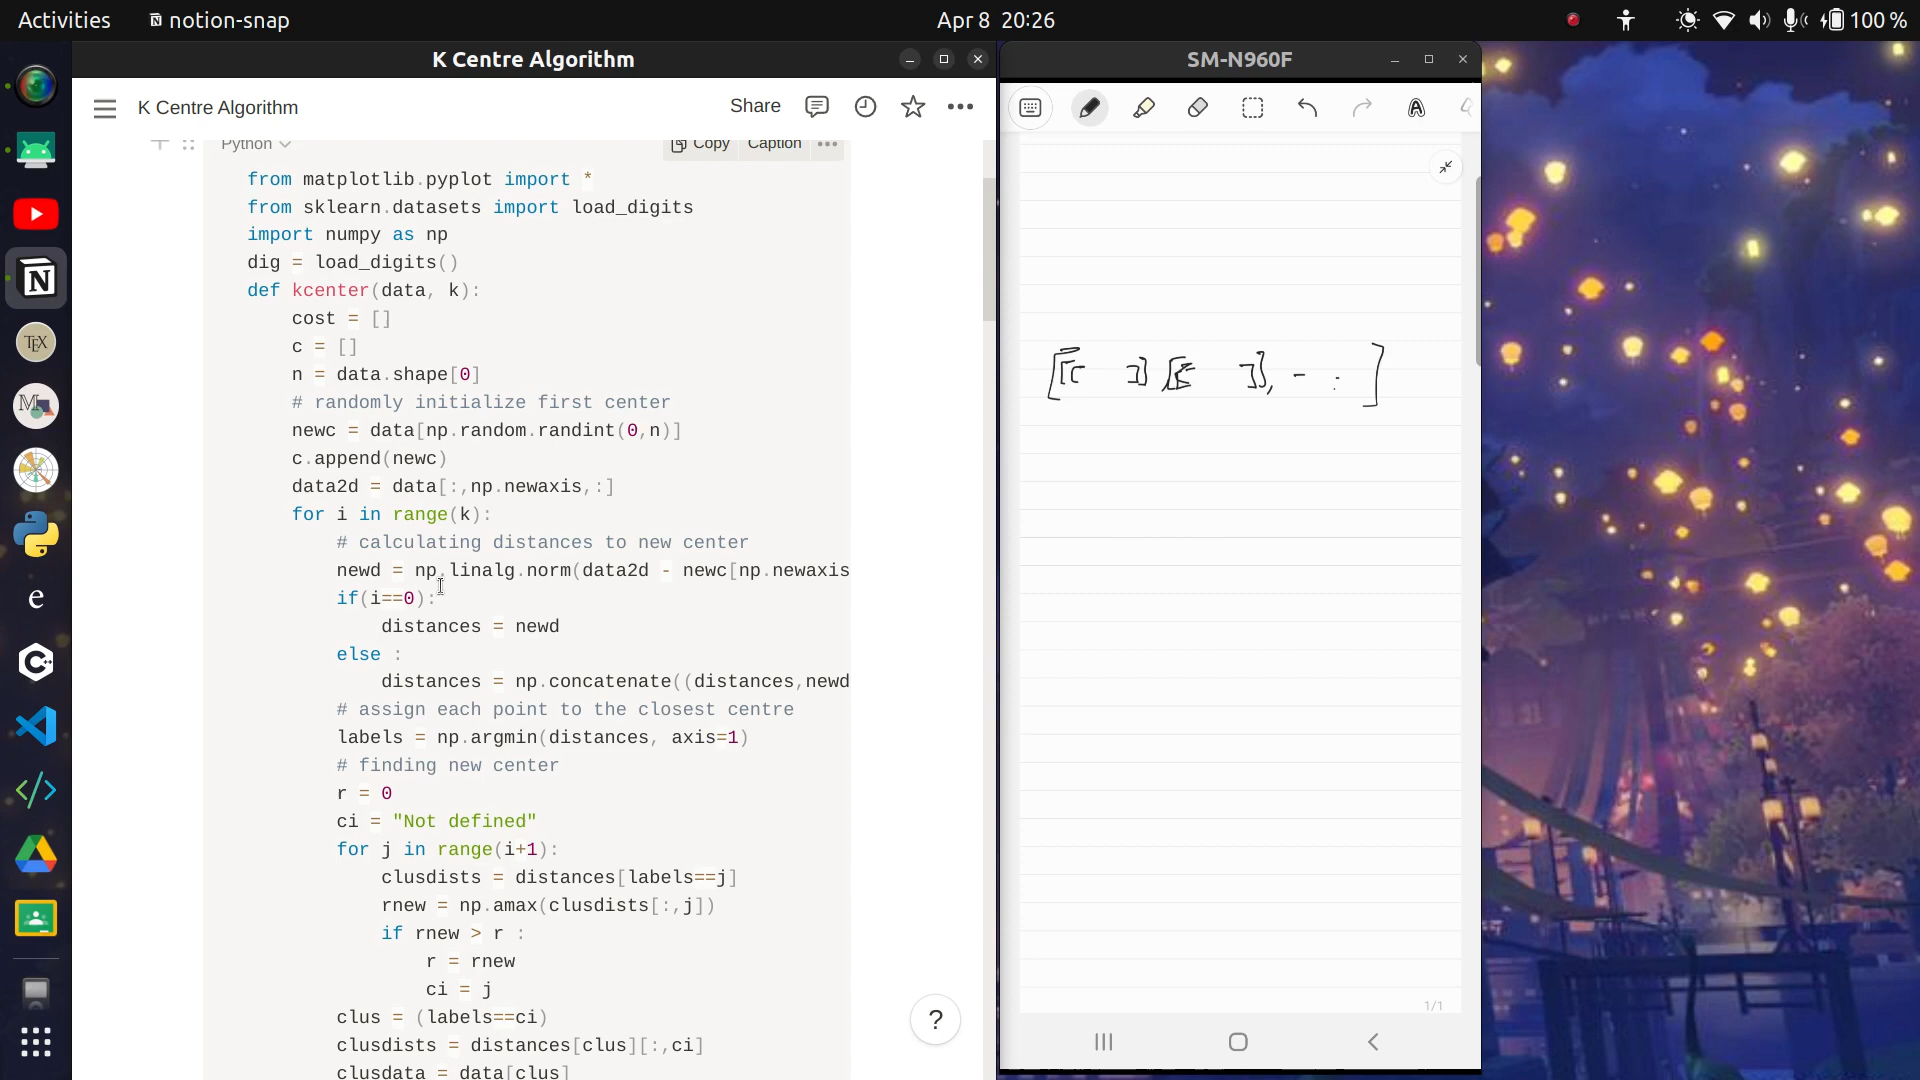 Activities notion-snap Apr 8 20:26 100 %
K Centre Algorithm
K Centre Algorithm Share
Python Copy Caption
from matplotlib.pyplot import *
from sklearn.datasets import load_digits
import numpy as np
dig = load_digits()
def kcenter(data, k):
cost = []
c = []
n = data.shape[0]
# randomly initialize first center
newc = data[np.random.randint(0,n)]
c.append(newc)
data2d = data[:,np.newaxis,:]
for i in range(k):
# calculating distances to new center
newd = np.linalg.norm(data2d - newc[np.newaxis
if(i==0):
distances = newd
else :
distances = np.concatenate((distances,newd
# assign each point to the closest centre
labels = np.argmin(distances, axis=1)
# finding new center
r = 0
ci = "Not defined"
for j in range(i+1):
clusdists = distances[labels==j]
rnew = np.amax(clusdists[:,j])
if rnew > r :
r = rnew
ci = j
clus = (labels==ci)
clusdists = distances[clus][:,ci]
clusdata = data[clus]
?
SM-N960F
1/1